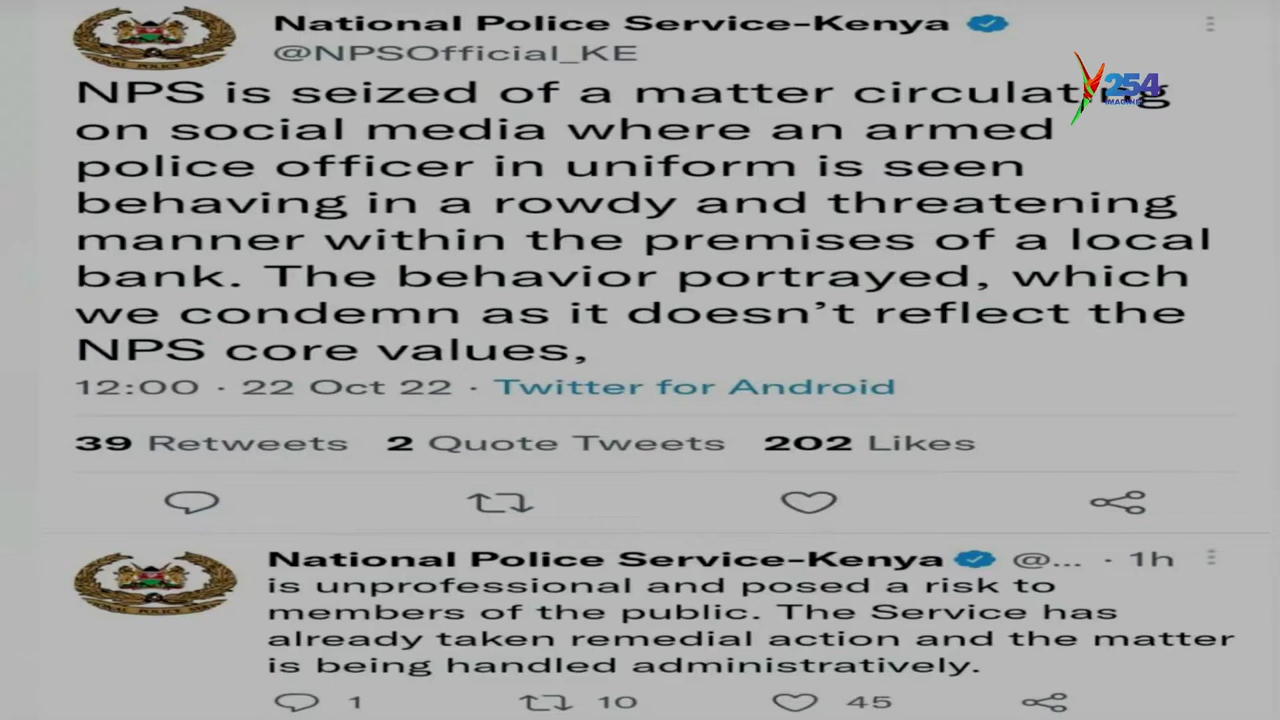 National Police Service-Kenya
@NPSOfficial_KE
NPS is seized of a matter circulating
on social media where an armed
police officer in uniform is seen
behaving in a rowdy and threatening
manner within the premises of a local
bank. The behavior portrayed, which
we condemn as it doesn't reflect the
NPS core values,
12:00 · 22 Oct 22 · Twitter for Android
39 Retweets 2 Quote Tweets 202 Likes
National Police Service-Kenya @... · 1h
is unprofessional and posed a risk to
members of the public. The Service has
already taken remedial action and the matter
is being handled administratively.
1 10 45
Y254
IMAGINE